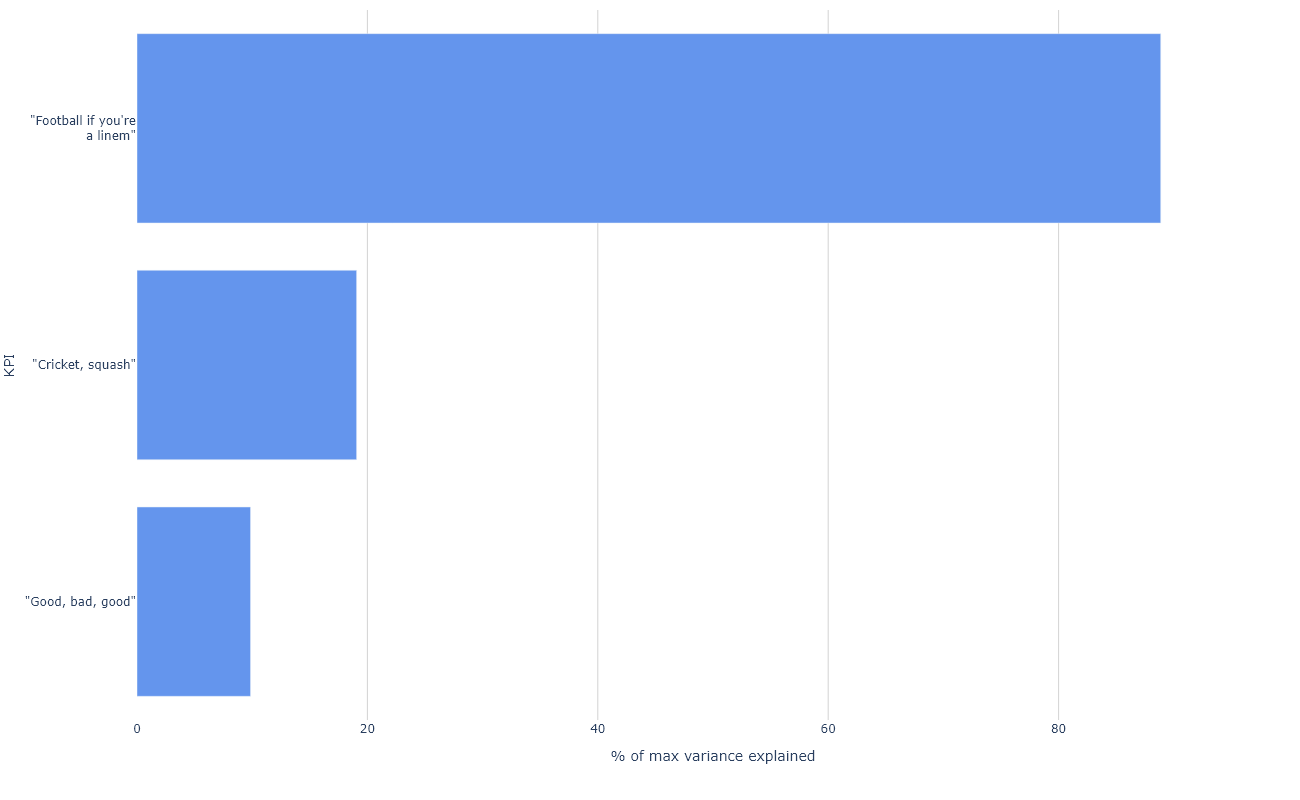 "Football if you're
a linem"
KPI
"Cricket, squash"
"Good, bad, good"
0
20
40
60
80
% of max variance explained